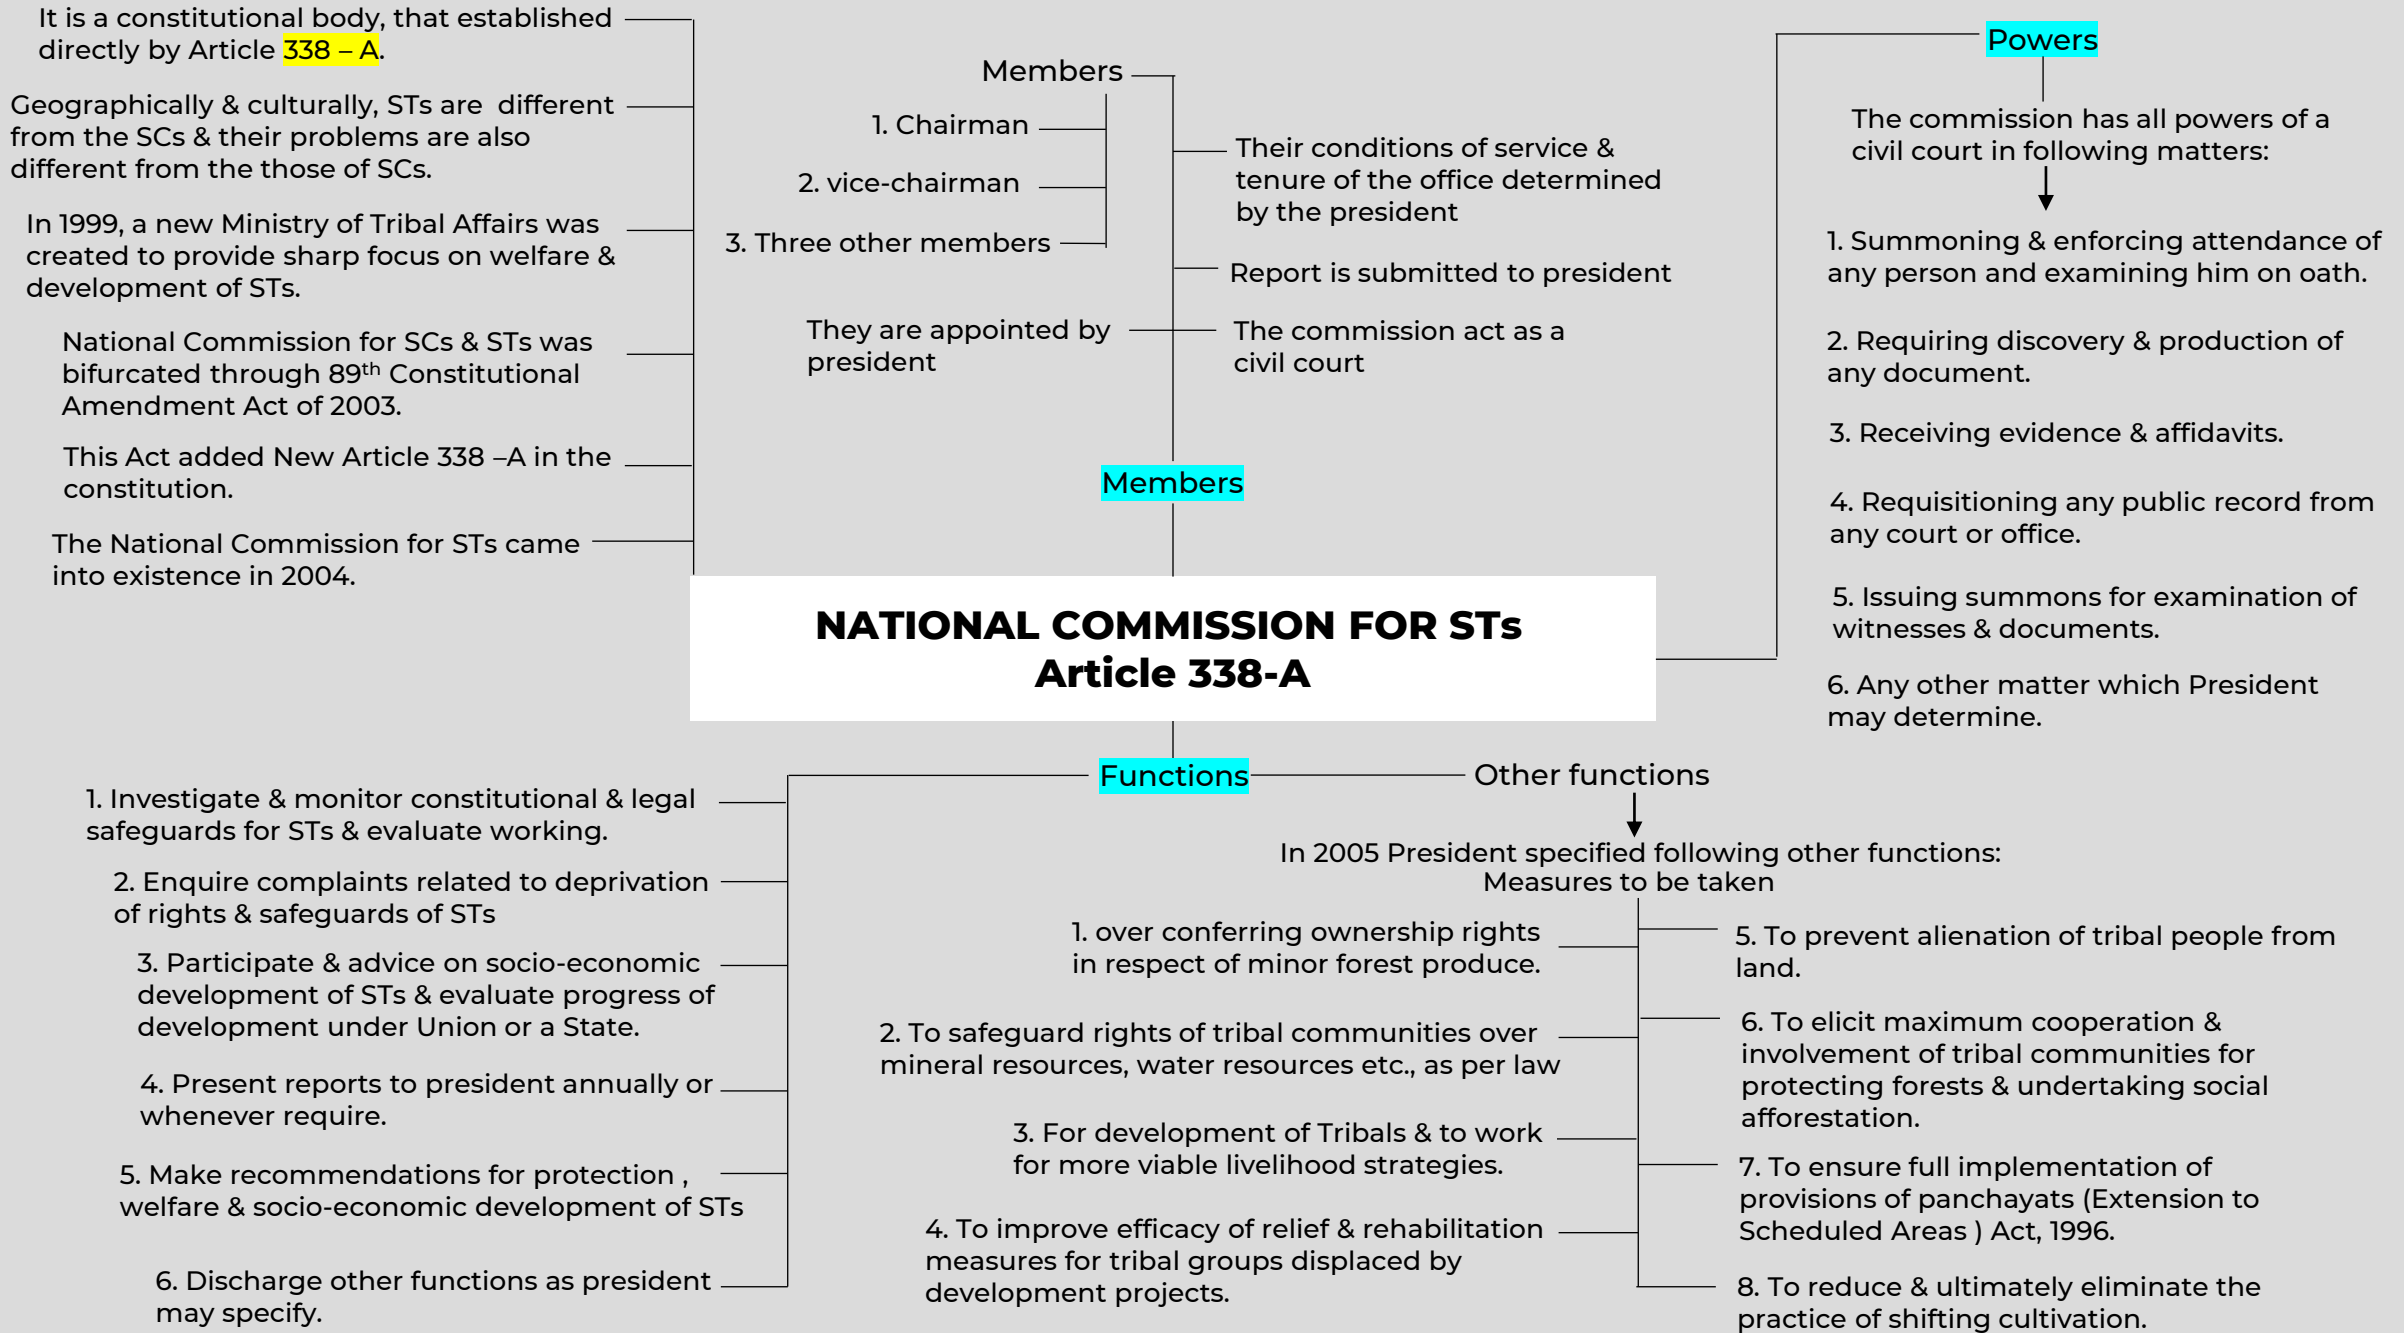 It is a constitutional body, that established
directly by Article 338 – A.
Geographically & culturally, STs are different
from the SCs & their problems are also
different from the those of SCs.
In 1999, a new Ministry of Tribal Affairs was
created to provide sharp focus on welfare &
development of STs.
National Commission for SCs & STs was
bifurcated through 89th Constitutional
Amendment Act of 2003.
This Act added New Article 338 –A in the
constitution.
The National Commission for STs came
into existence in 2004.
Members
1. Chairman
2. vice-chairman
3. Three other members
They are appointed by
president
Their conditions of service &
tenure of the office determined
by the president
Report is submitted to president
The commission act as a
civil court
Members
Powers
The commission has all powers of a
civil court in following matters:
1. Summoning & enforcing attendance of
any person and examining him on oath.
2. Requiring discovery & production of
any document.
3. Receiving evidence & affidavits.
4. Requisitioning any public record from
any court or office.
5. Issuing summons for examination of
witnesses & documents.
6. Any other matter which President
may determine.
NATIONAL COMMISSION FOR STs
Article 338-A
Functions
1. Investigate & monitor constitutional & legal
safeguards for STs & evaluate working.
2. Enquire complaints related to deprivation
of rights & safeguards of STs
3. Participate & advice on socio-economic
development of STs & evaluate progress of
development under Union or a State.
4. Present reports to president annually or
whenever require.
5. Make recommendations for protection ,
welfare & socio-economic development of STs
6. Discharge other functions as president
may specify.
Other functions
In 2005 President specified following other functions:
Measures to be taken
1. over conferring ownership rights
in respect of minor forest produce.
2. To safeguard rights of tribal communities over
mineral resources, water resources etc., as per law
3. For development of Tribals & to work
for more viable livelihood strategies.
4. To improve efficacy of relief & rehabilitation
measures for tribal groups displaced by
development projects.
5. To prevent alienation of tribal people from
land.
6. To elicit maximum cooperation &
involvement of tribal communities for
protecting forests & undertaking social
afforestation.
7. To ensure full implementation of
provisions of panchayats (Extension to
Scheduled Areas ) Act, 1996.
8. To reduce & ultimately eliminate the
practice of shifting cultivation.